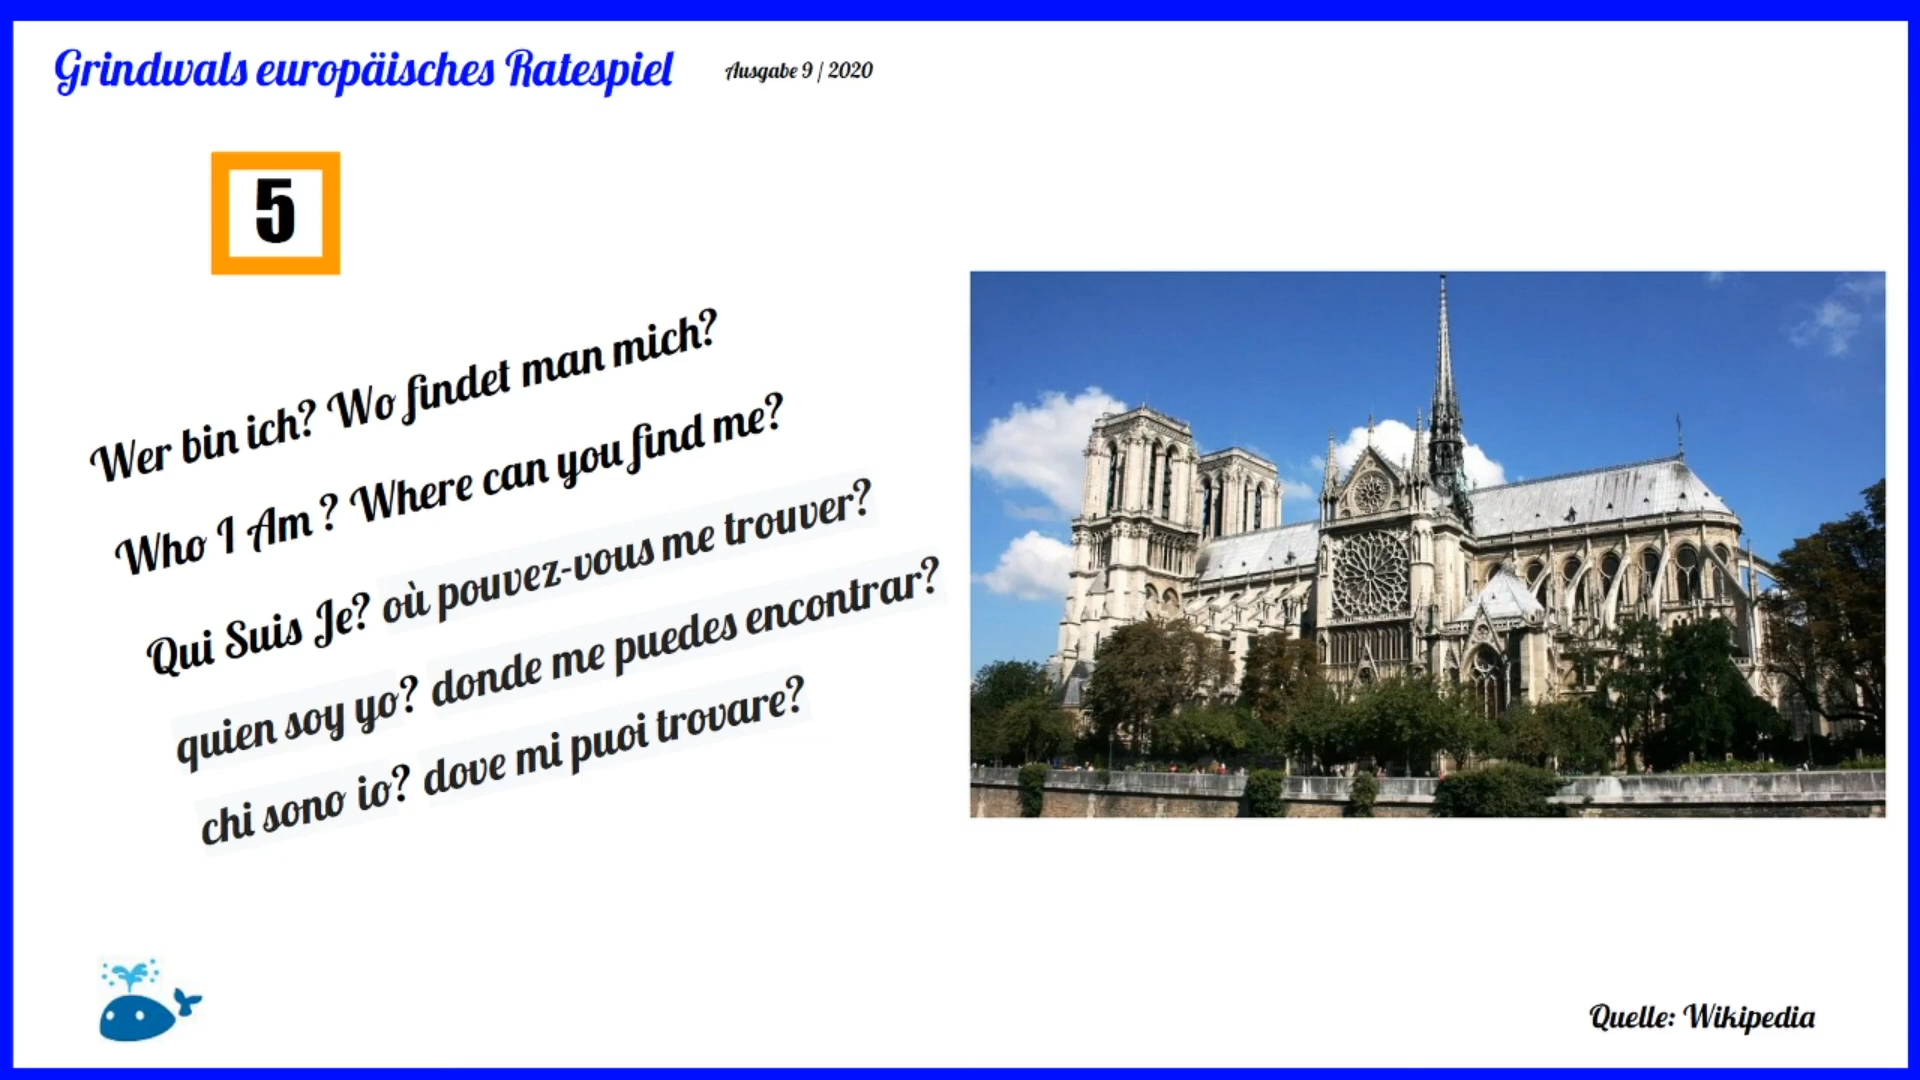 Grindwals europäisches Ratespiel
Ausgabe 9 / 2020
5
Wer bin ich? Wo findet man mich?
Who I Am ? Where can you find me?
Qui Suis Je? où pouvez-vous me trouver?
quien soy yo? donde me puedes encontrar?
chi sono io? dove mi puoi trovare?
Quelle: Wikipedia